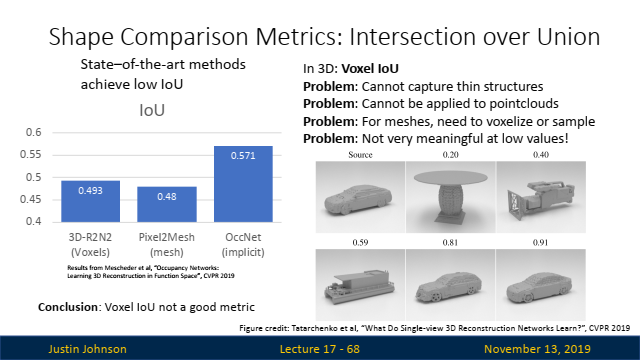 Shape Comparison Metrics: Intersection over Union
State–of-the-art methods
achieve low IoU
IoU
0.6
0.55
0.5
0.45
0.4
0.493
0.48
0.571
3D-R2N2
(Voxels)
Pixel2Mesh
(mesh)
OccNet
(implicit)
Results from Mescheder et al, “Occupancy Networks:
Learning 3D Reconstruction in Function Space”, CVPR 2019
Conclusion: Voxel IoU not a good metric
In 3D: Voxel IoU
Problem: Cannot capture thin structures
Problem: Cannot be applied to pointclouds
Problem: For meshes, need to voxelize or sample
Problem: Not very meaningful at low values!
Source 0.20 0.40
0.59 0.81 0.91
Figure credit: Tatarchenko et al, “What Do Single-view 3D Reconstruction Networks Learn?”, CVPR 2019
Justin Johnson Lecture 17 - 68 November 13, 2019